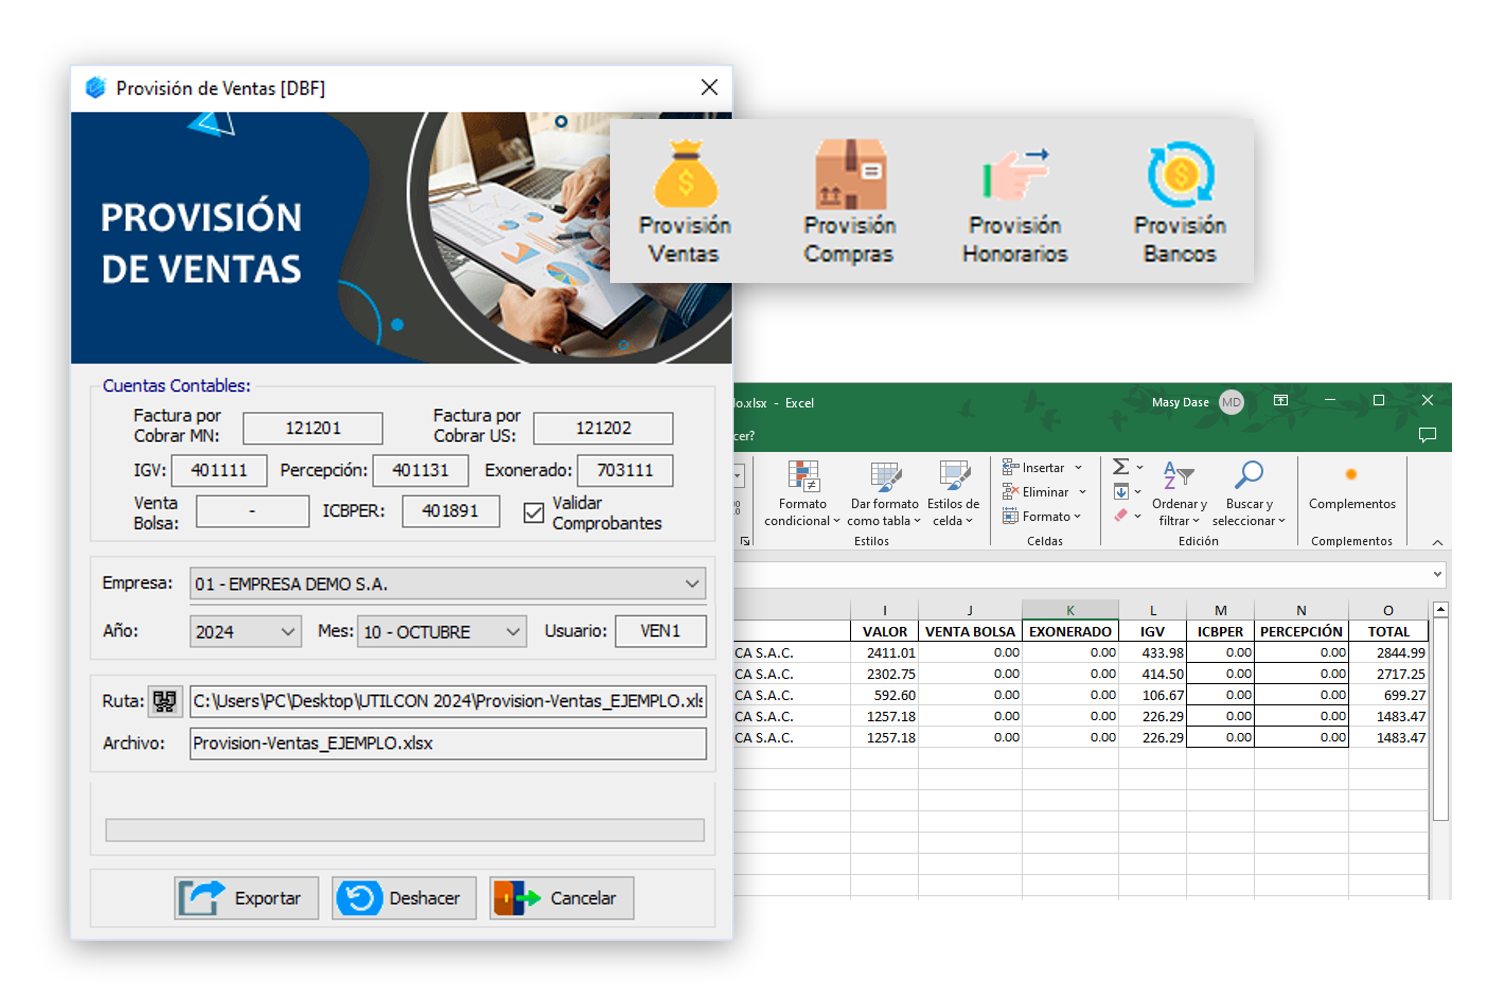 Provisión de Ventas [DBF]
PROVISIÓN
DE VENTAS
Provisión
Ventas
Provisión
Compras
Provisión
Honorarios
Provisión
Bancos
Cuentas Contables:
Factura por
Cobrar MN:
121201
Factura por
Cobrar US:
121202
IGV: 401111 Percepción: 401131 Exonerado: 703111
Venta
Bolsa:
-
ICBPER: 401891
Validar
Comprobantes
Empresa: 01 - EMPRESA DEMO S.A.
Año: 2024 Mes: 10 - OCTUBRE Usuario: VEN1
Ruta: C:\Users\PC\Desktop\UTILCON 2024\Provision-Ventas_EJEMPLO.xls
Archivo: Provision-Ventas_EJEMPLO.xlsx
Exportar Deshacer Cancelar
lo.xlsx - Excel
Masy Dase MD
cer?
Formato
condicional
Dar formato
como tabla
Estilos de
celda
Estilos
Insertar
Eliminar
Formato
Celdas
Ordenar y
filtrar
Buscar y
seleccionar
Edición
Complementos
Complementos
I J K L M N O
VALOR VENTA BOLSA EXONERADO IGV ICBPER PERCEPCIÓN TOTAL
CA S.A.C. 2411.01 0.00 0.00 433.98 0.00 0.00 2844.99
CA S.A.C. 2302.75 0.00 0.00 414.50 0.00 0.00 2717.25
CA S.A.C. 592.60 0.00 0.00 106.67 0.00 0.00 699.27
CA S.A.C. 1257.18 0.00 0.00 226.29 0.00 0.00 1483.47
CA S.A.C. 1257.18 0.00 0.00 226.29 0.00 0.00 1483.47